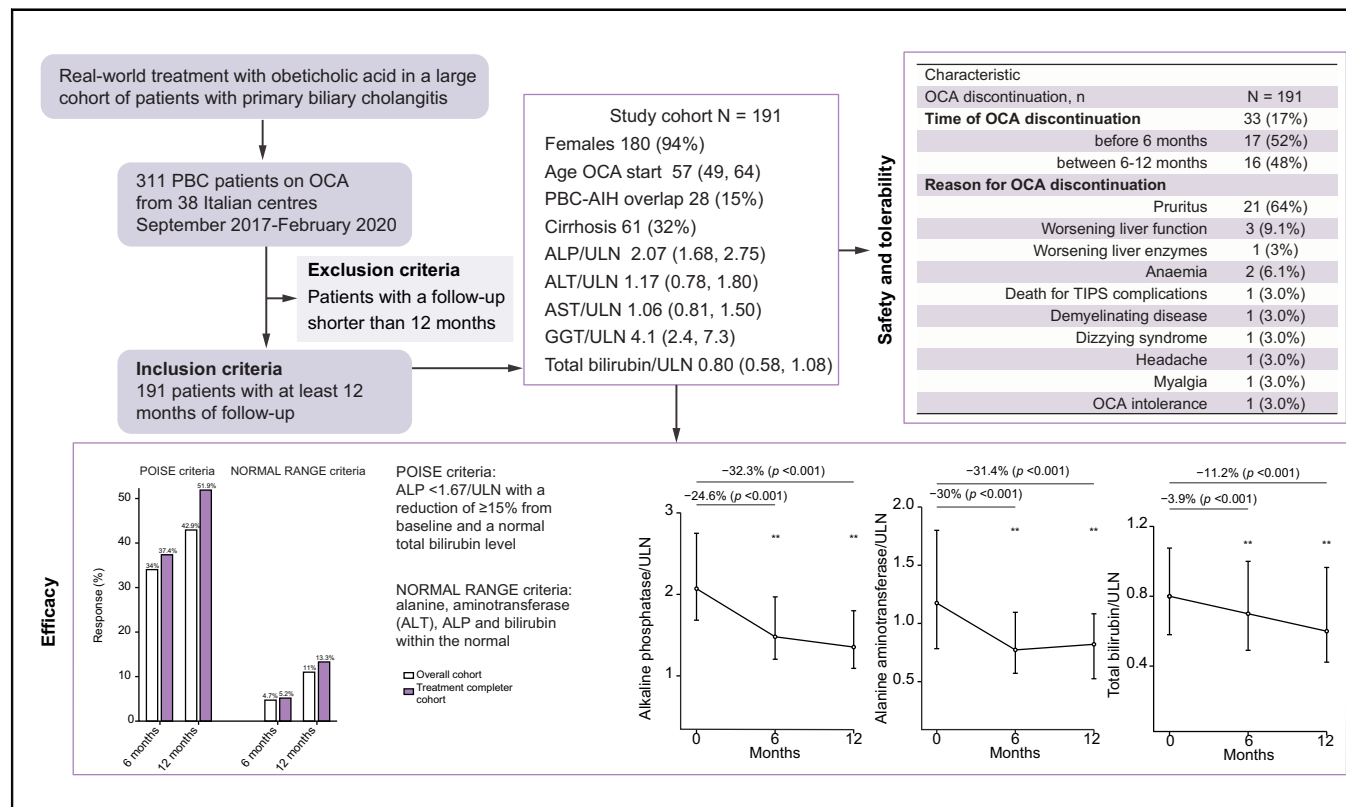 Real-world treatment with obeticholic acid in a large
cohort of patients with primary biliary cholangitis
311 PBC patients on OCA
from 38 Italian centres
September 2017-February 2020
Exclusion criteria
Patients with a follow-up
shorter than 12 months
Inclusion criteria
191 patients with at least 12
months of follow-up
Study cohort N = 191
Females 180 (94%)
Age OCA start 57 (49, 64)
PBC-AIH overlap 28 (15%)
Cirrhosis 61 (32%)
ALP/ULN 2.07 (1.68, 2.75)
ALT/ULN 1.17 (0.78, 1.80)
AST/ULN 1.06 (0.81, 1.50)
GGT/ULN 4.1 (2.4, 7.3)
Total bilirubin/ULN 0.80 (0.58, 1.08)
Safety and tolerability
Characteristic
OCA discontinuation, n N = 191
Time of OCA discontinuation 33 (17%)
before 6 months 17 (52%)
between 6-12 months 16 (48%)
Reason for OCA discontinuation
Pruritus 21 (64%)
Worsening liver function 3 (9.1%)
Worsening liver enzymes 1 (3%)
Anaemia 2 (6.1%)
Death for TIPS complications 1 (3.0%)
Demyelinating disease 1 (3.0%)
Dizzying syndrome 1 (3.0%)
Headache 1 (3.0%)
Myalgia 1 (3.0%)
OCA intolerance 1 (3.0%)
Efficacy
POISE criteria NORMAL RANGE criteria
Response (%)
50
40
30
20
10
0
34%
37.4%
42.9%
51.9%
4.7%
5.2%
11%
13.3%
6 months
12 months
6 months
12 months
POISE criteria:
ALP <1.67/ULN with a
reduction of ≥15% from
baseline and a normal
total bilirubin level
NORMAL RANGE criteria:
alanine, aminotransferase
(ALT), ALP and bilirubin
within the normal
Overall cohort
Treatment completer
cohort
−32.3% (p <0.001)
−24.6% (p <0.001)
Alkaline phosphatase/ULN
3
2
1
** **
0 6 12
Months
−31.4% (p <0.001)
−30% (p <0.001)
Alanine aminotransferase/ULN
2.0
1.5
1.0
0.5
** **
0 6 12
Months
−11.2% (p <0.001)
−3.9% (p <0.001)
Total bilirubin/ULN
1.2
0.8
0.4
** **
0 6 12
Months